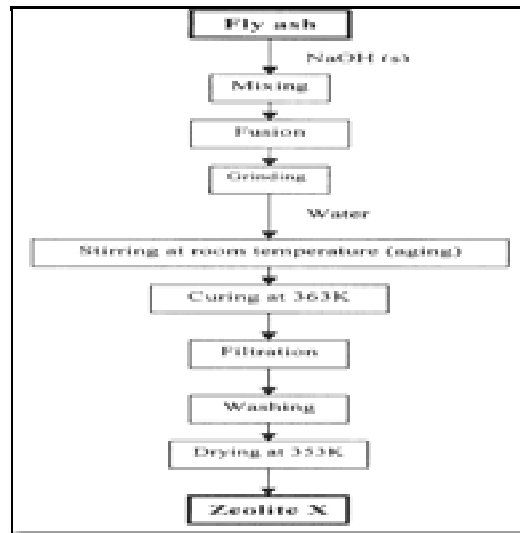 Fly ash
NaOH (s)
Mixing
Fusion
Grinding
Water
Stirring at room temperature (aging)
Curing at 363K
Filtration
Washing
Drying at 353K
Zeolite X